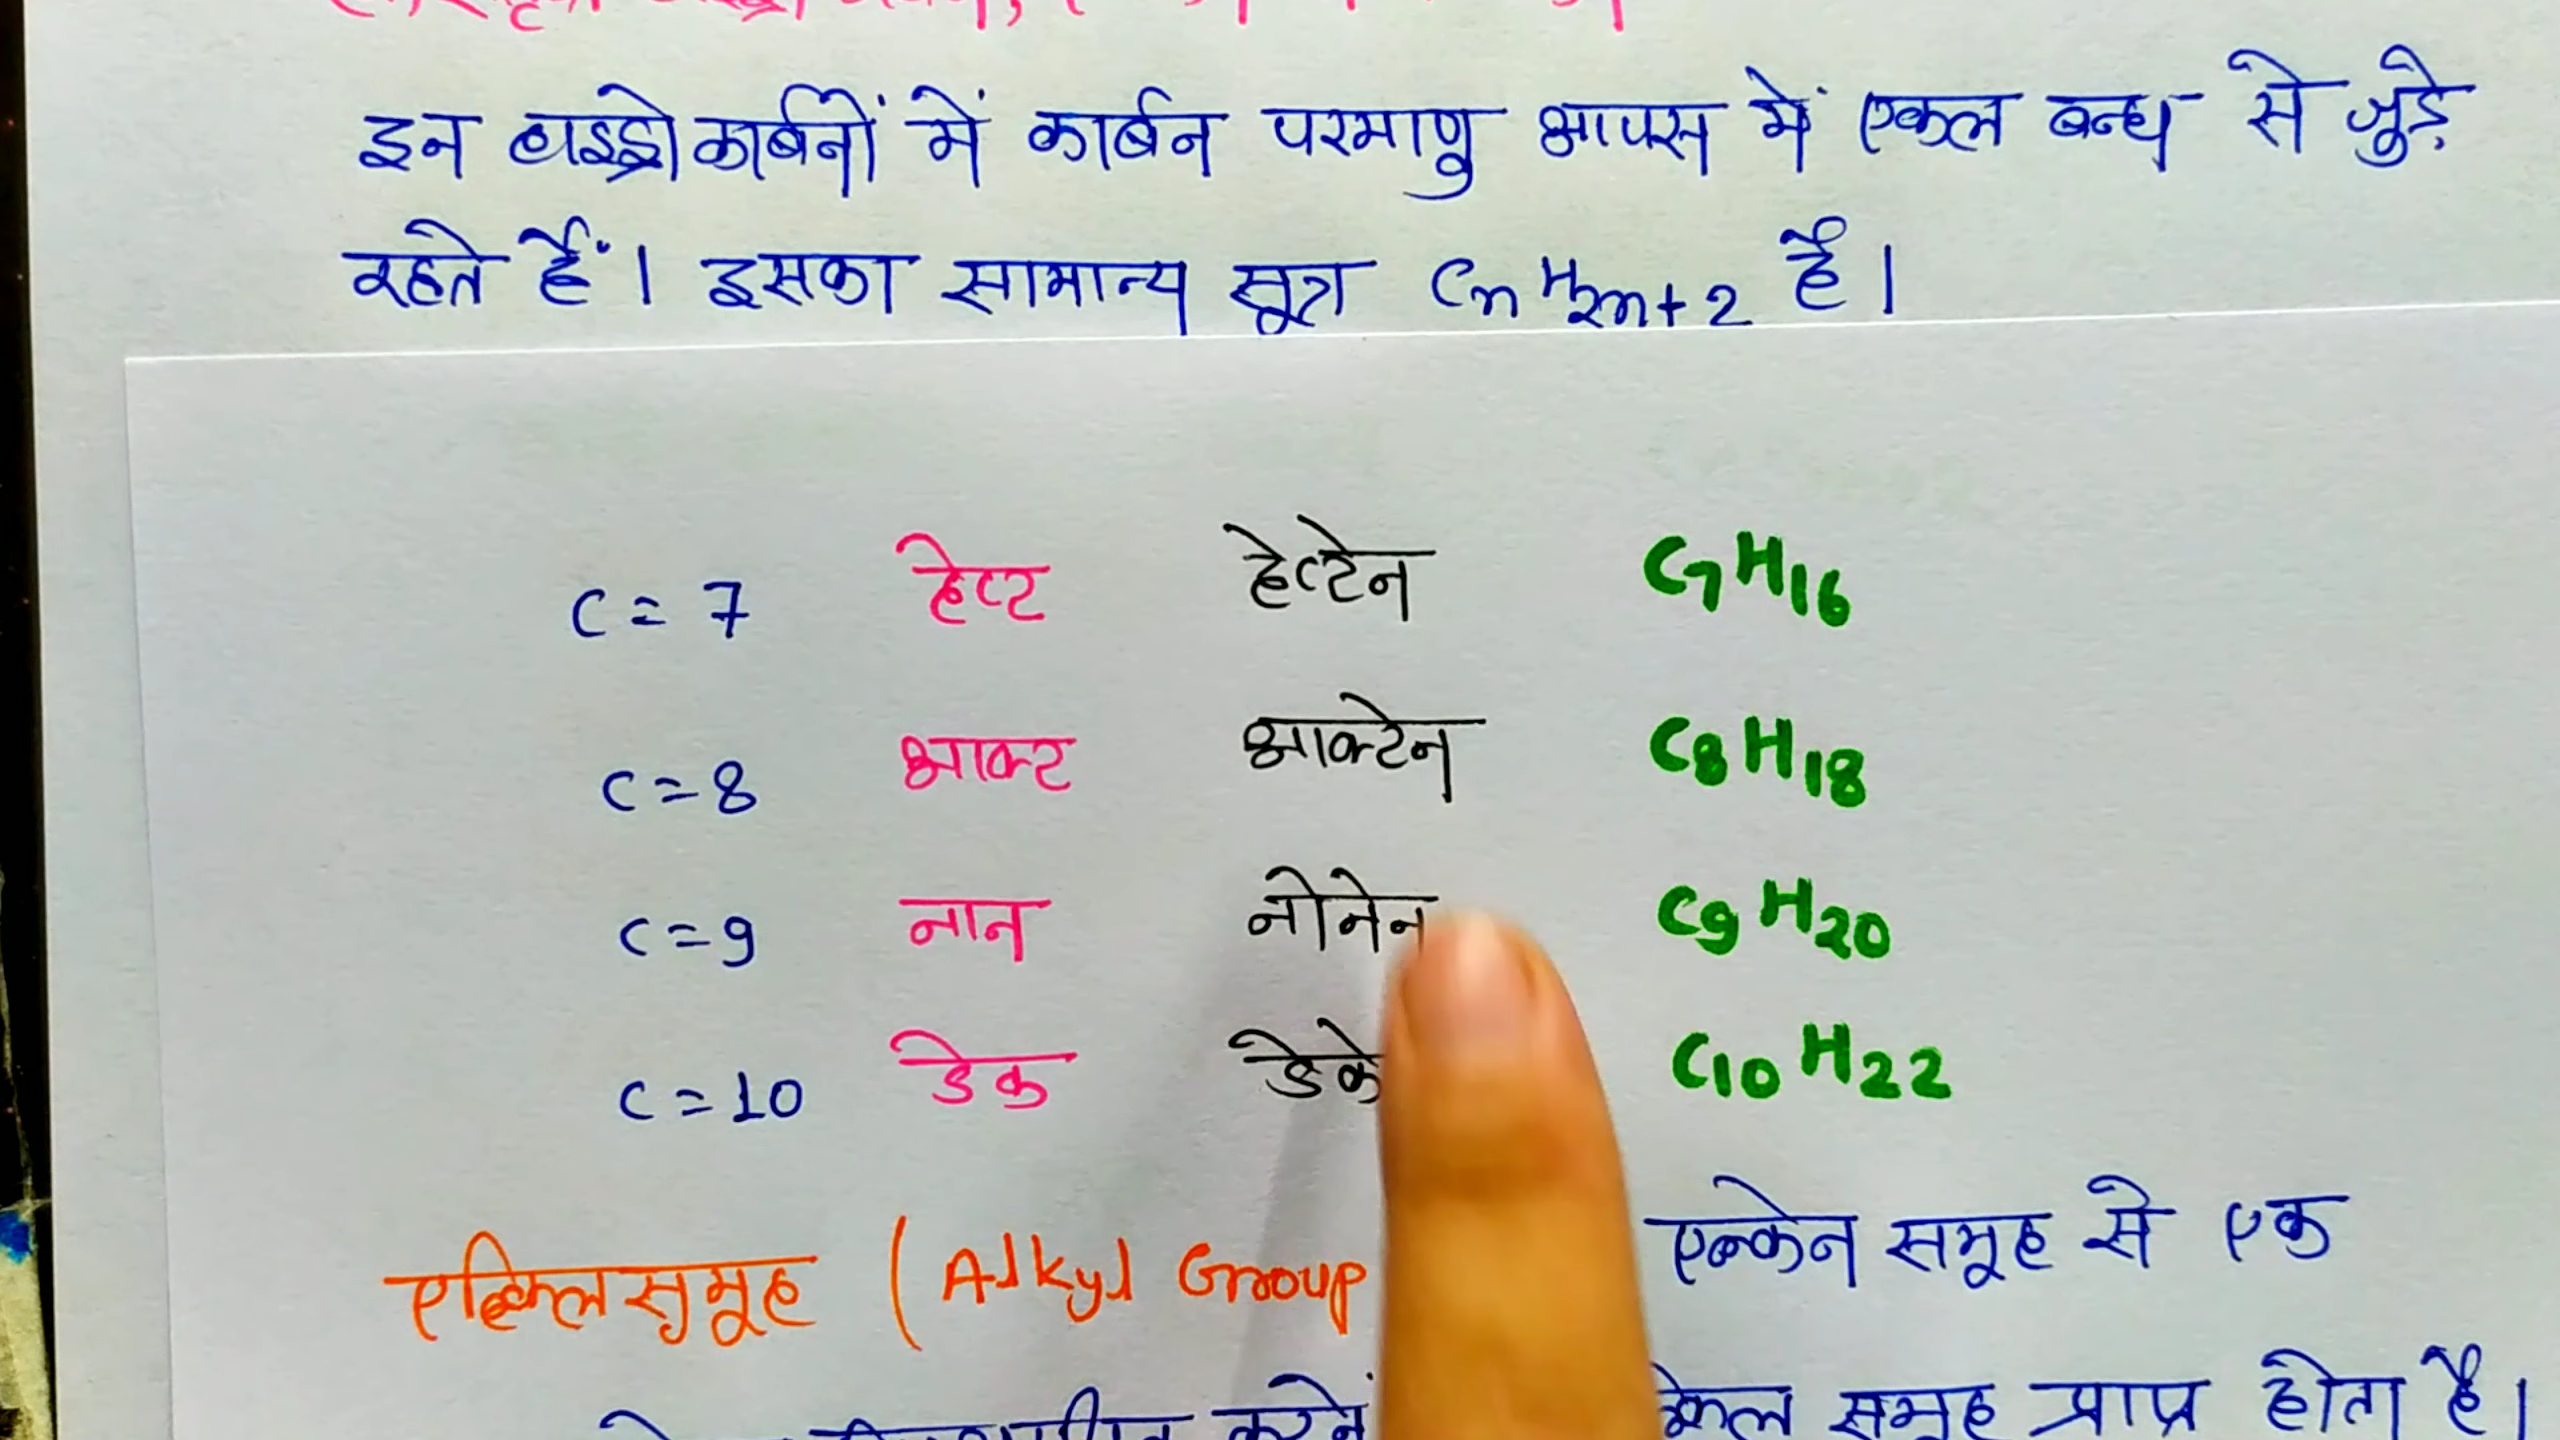 इन हाइड्रोकार्बनों में कार्बन परमाणु आपस में एकल बन्ध से जुड़े
रहते हैं। इसका सामान्य सूत्र CnH2n+2 है।
C = 7 हेप्ट हेप्टेन C7H16
C = 8 आक्ट आक्टेन C8H18
C = 9 नान नोनेन C9H20
C = 10 डेक डेके C10H22
एल्किल समूह ( Alkyl Group एल्केन समूह से एक
करने समूह प्राप्त होता है।